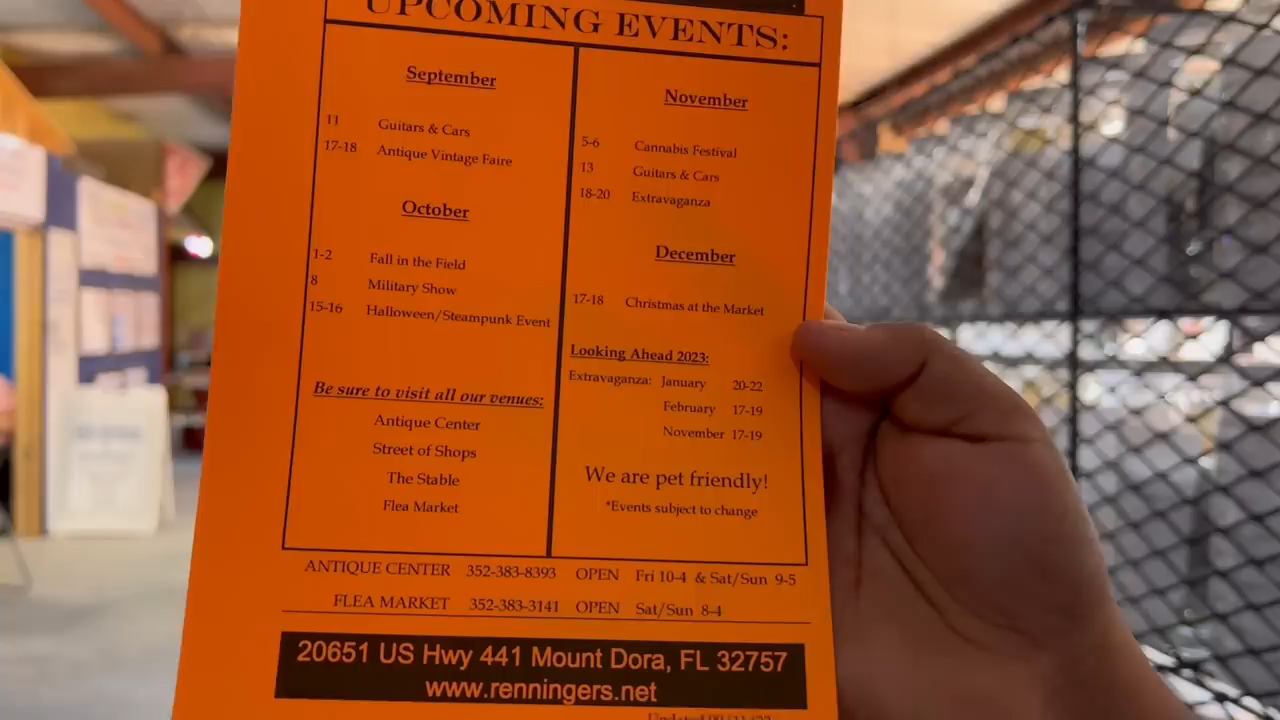 UPCOMING EVENTS:
September
11 Guitars & Cars
17-18 Antique Vintage Faire
October
1-2 Fall in the Field
8 Military Show
15-16 Halloween/Steampunk Event
Be sure to visit all our venues:
Antique Center
Street of Shops
The Stable
Flea Market
November
5-6 Cannabis Festival
13 Guitars & Cars
18-20 Extravaganza
December
17-18 Christmas at the Market
Looking Ahead 2023:
Extravaganza: January 20-22
February 17-19
November 17-19
We are pet friendly!
*Events subject to change
ANTIQUE CENTER 352-383-8393 OPEN Fri 10-4 & Sat/Sun 9-5
FLEA MARKET 352-383-3141 OPEN Sat/Sun 8-4
20651 US Hwy 441 Mount Dora, FL 32757
www.renningers.net